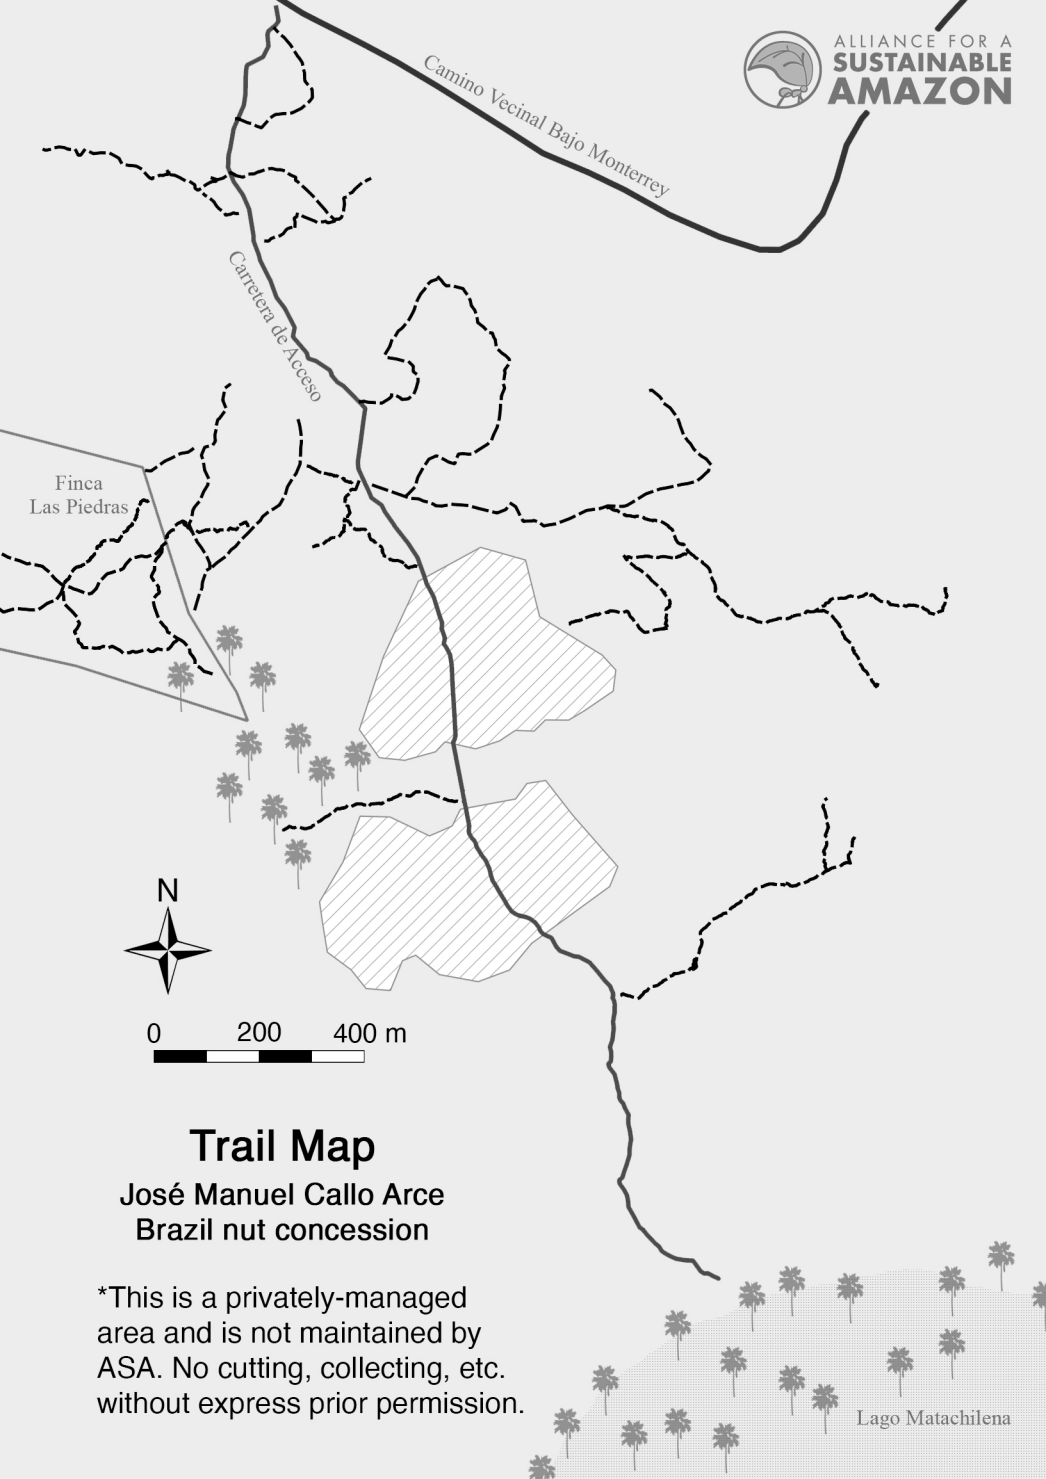 ALLIANCE FOR A
SUSTAINABLE
AMAZON
Camino Vecinal Bajo Monterrey
Carretera de Acceso
Finca
Las Piedras
N
0 200 400 m
Trail Map
José Manuel Callo Arce
Brazil nut concession
*This is a privately-managed
area and is not maintained by
ASA. No cutting, collecting, etc.
without express prior permission.
Lago Matachilena